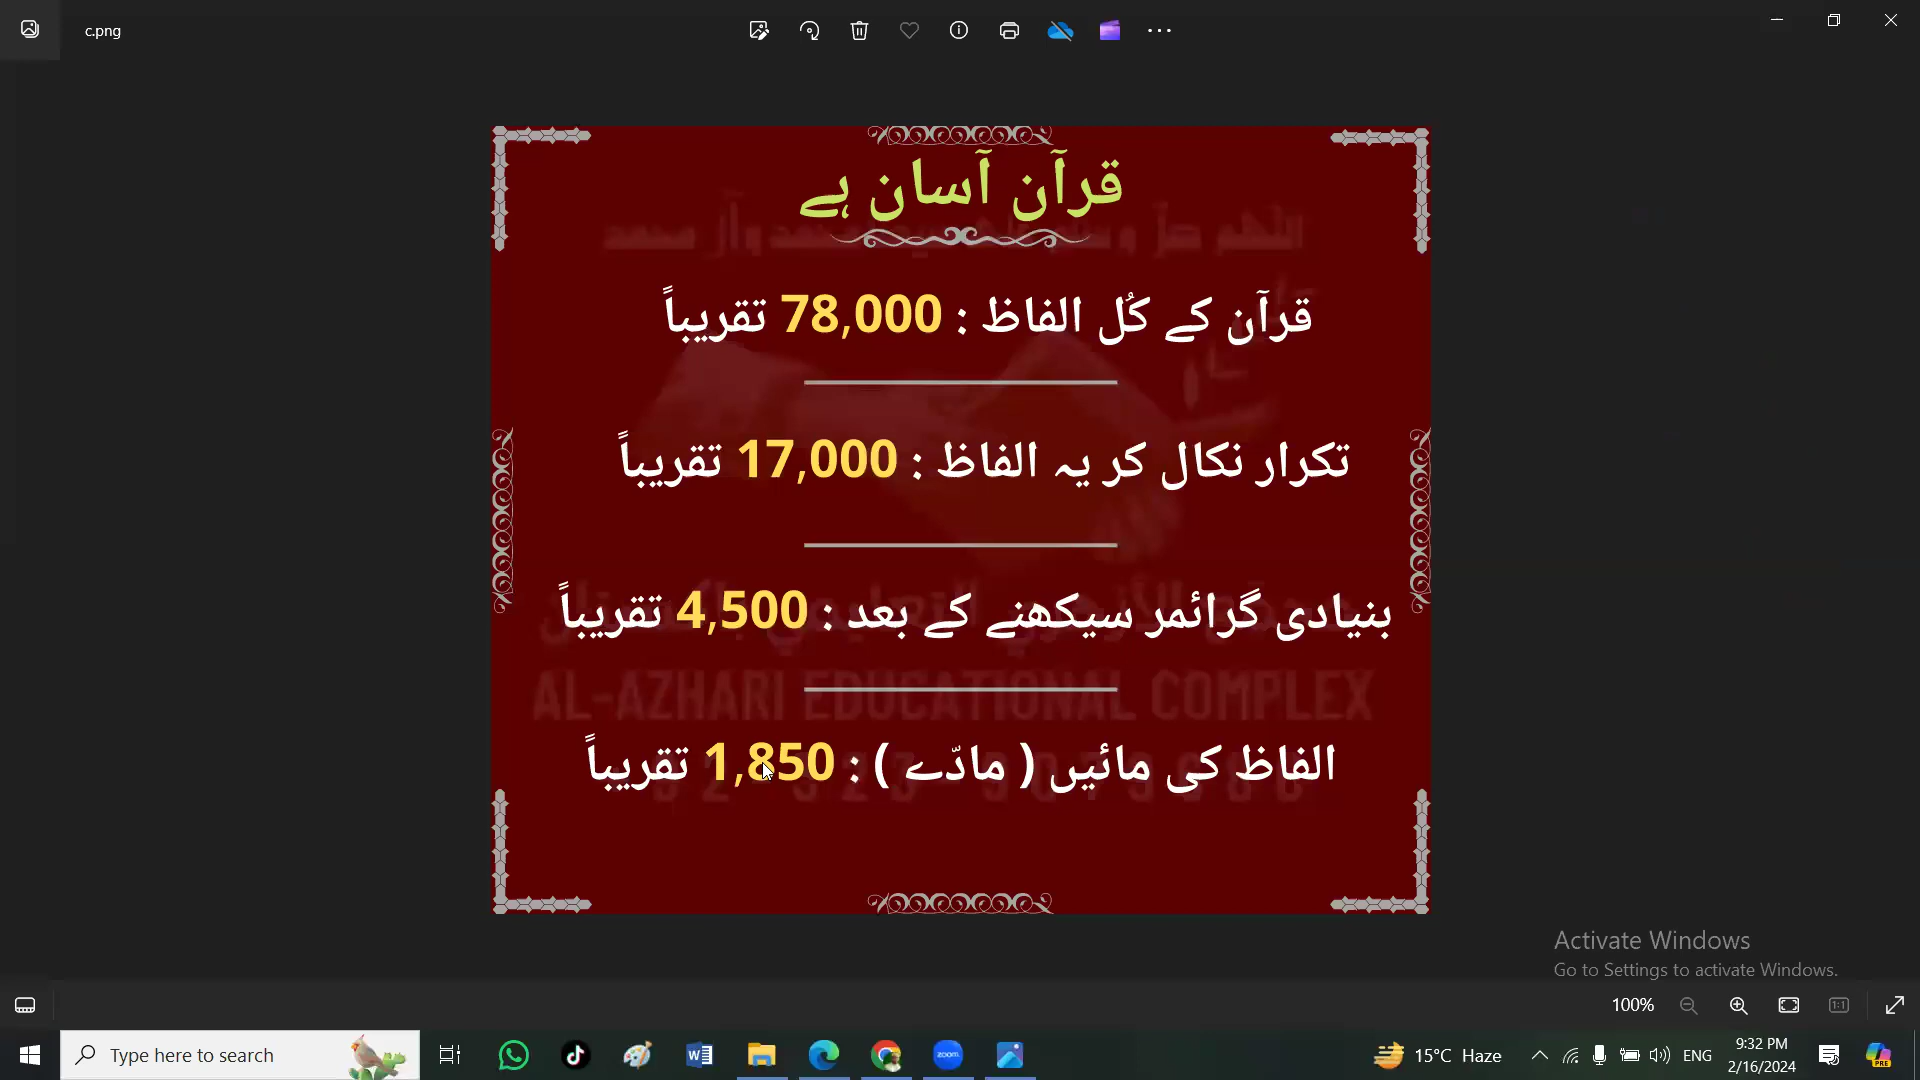 c.png
قرآن آسان ہے
قرآن کے کُل الفاظ : 78,000 تقریباً
تکرار نکال کر یہ الفاظ : 17,000 تقریباً
بنیادی گرائمر سیکھنے کے بعد : 4,500 تقریباً
AL-AZHARI EDUCATIONAL COMPLEX
الفاظ کی مائیں ( مادّے ) : 1,850 تقریباً
Activate Windows
Go to Settings to activate Windows.
100%
Type here to search
zoom
15°C Haze
ENG
9:32 PM
2/16/2024
PRE